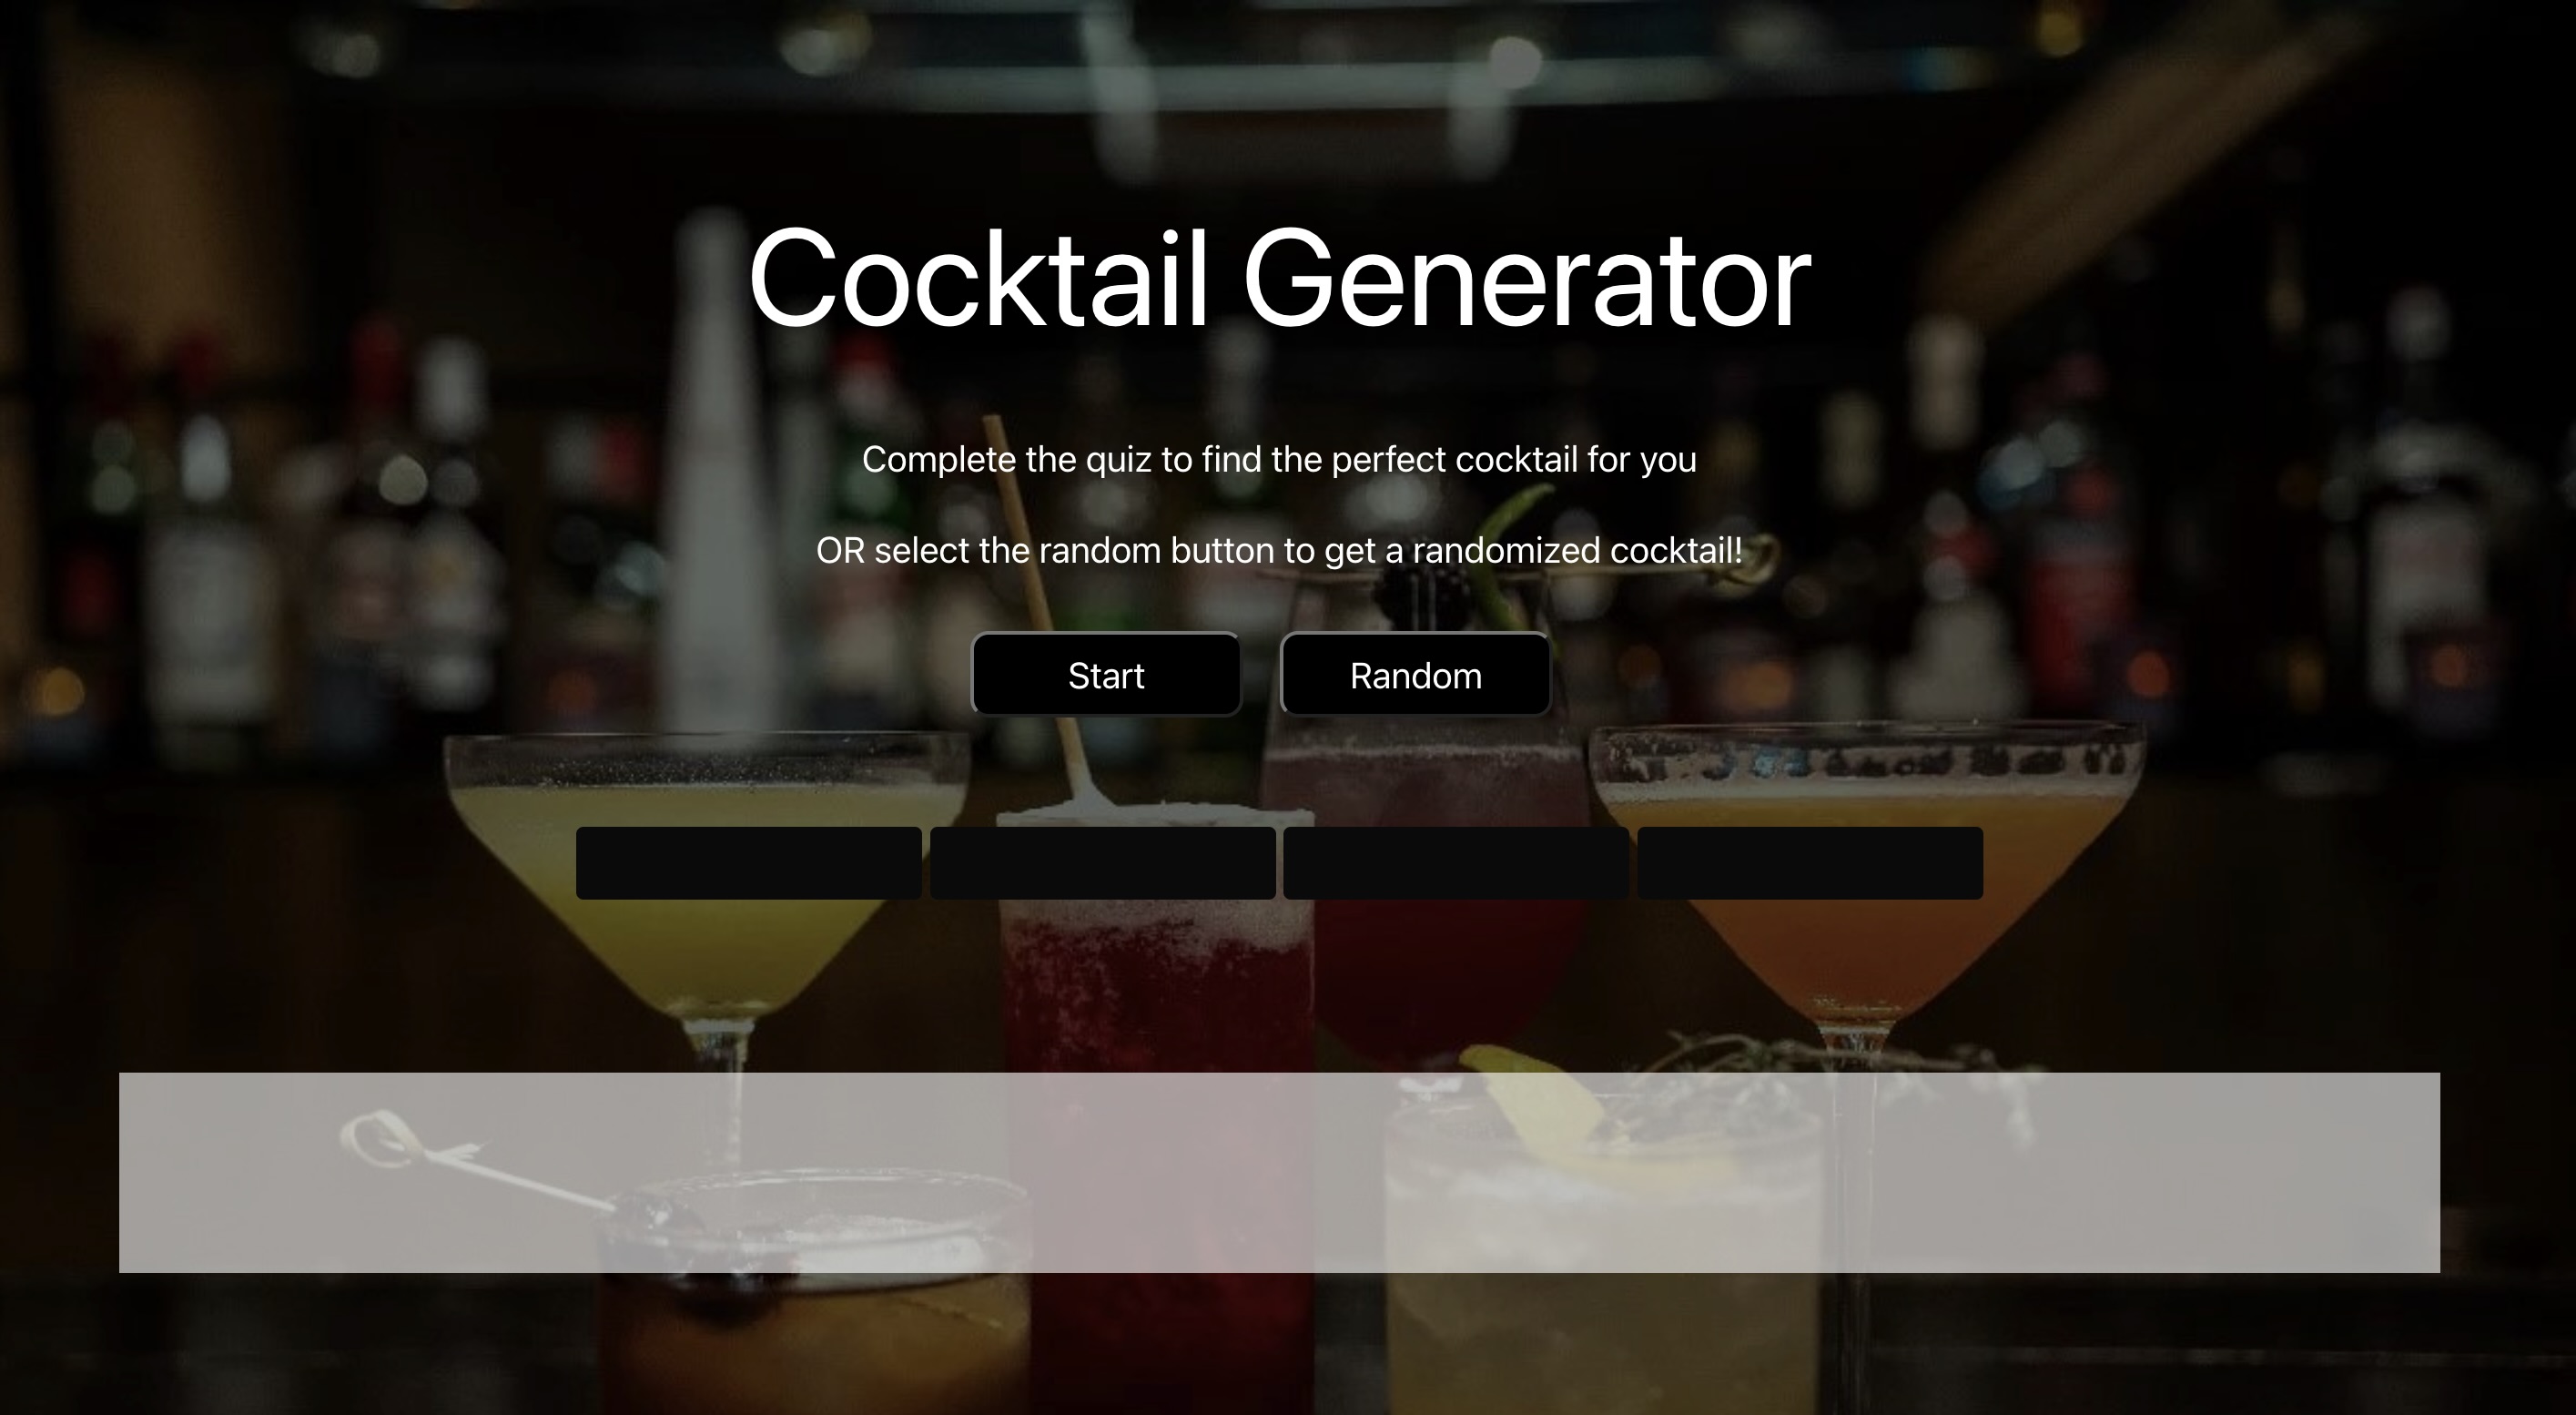 Cocktail Generator
Complete the quiz to find the perfect cocktail for you
OR select the random button to get a randomized cocktail!
Start
Random